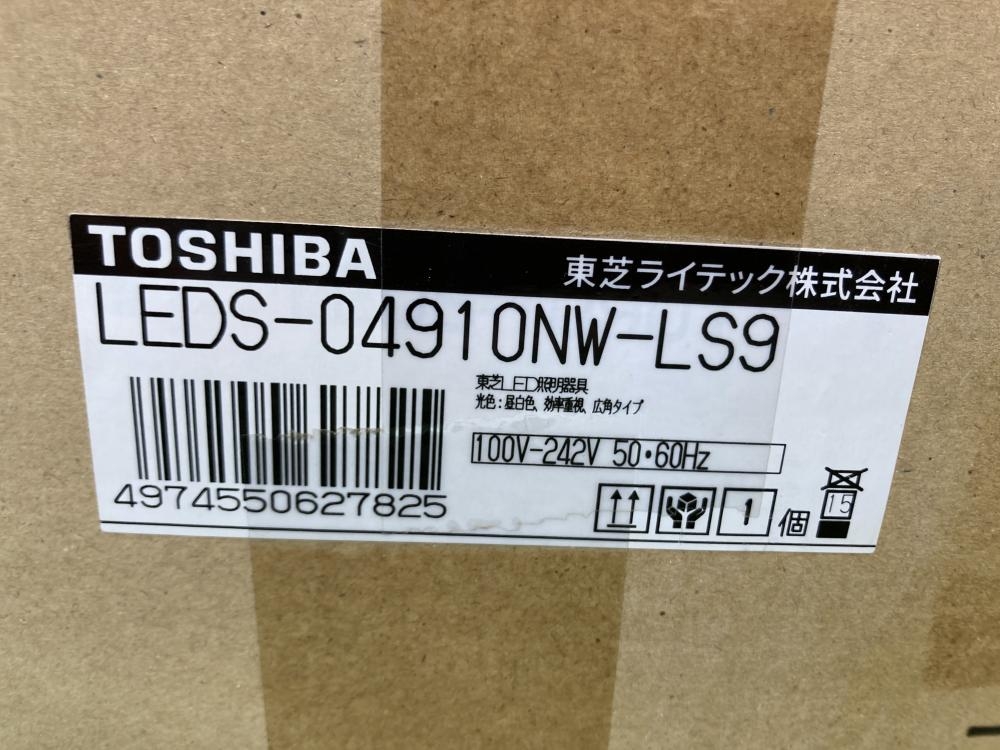 TOSHIBA 東芝ライテック株式会社
LEDS-04910NW-LS9
東芝LED照明器具
光色:昼白色、効率重視、広角タイプ
100V-242V 50・60Hz
4974550627825
1 個
15